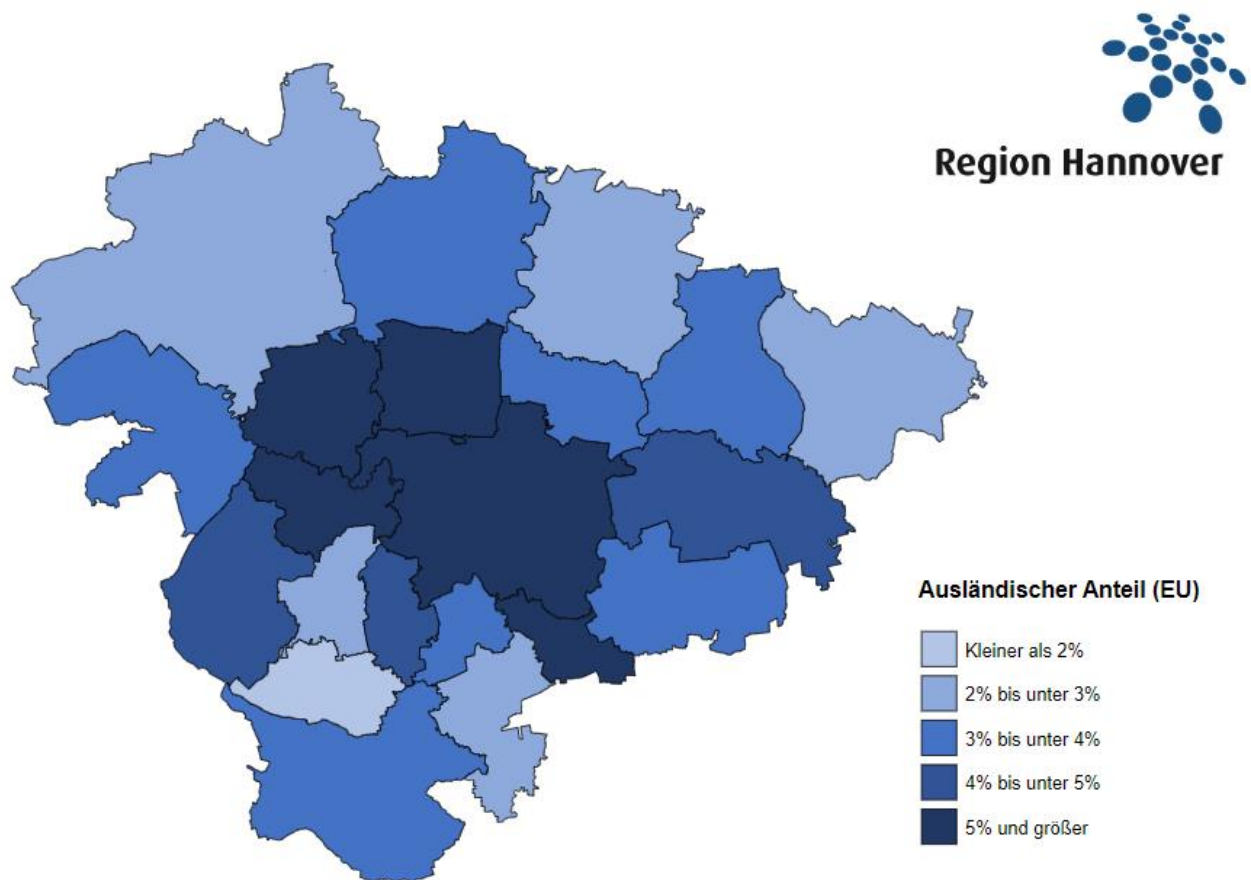 Region Hannover
Ausländischer Anteil (EU)
Kleiner als 2%
2% bis unter 3%
3% bis unter 4%
4% bis unter 5%
5% und größer